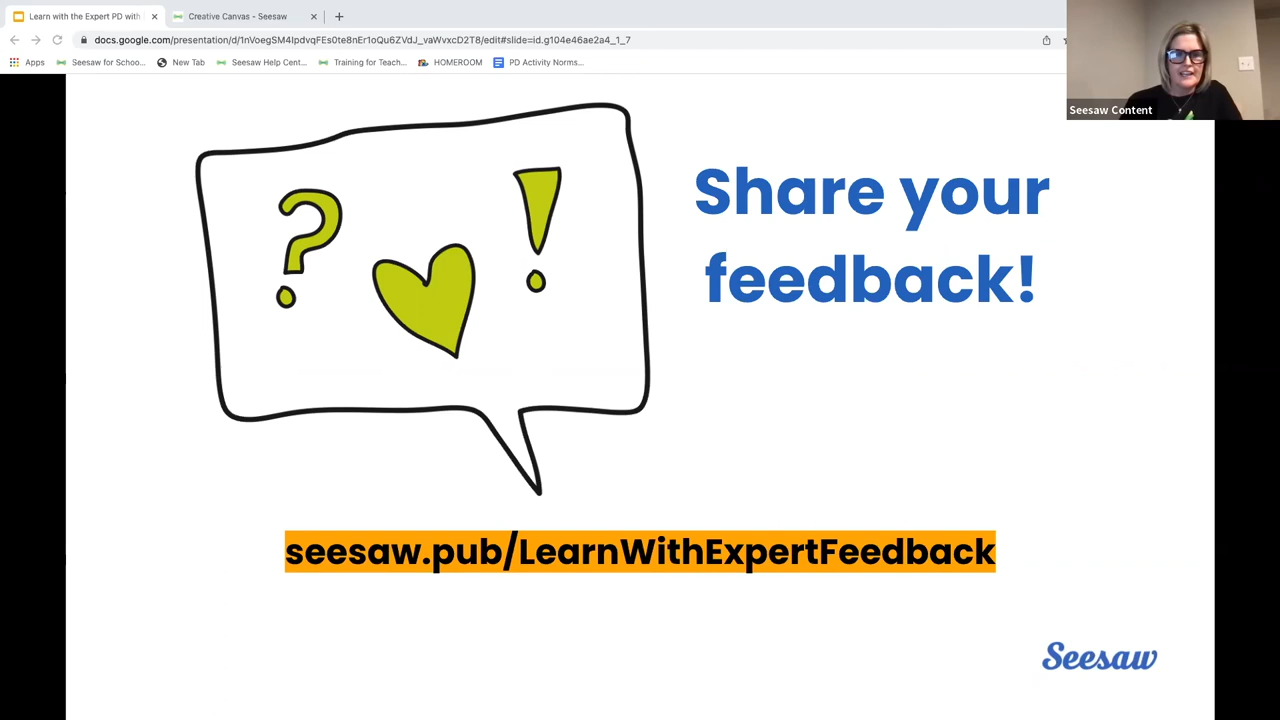 Learn with the Expert PD with
Creative Canvas - Seesaw
docs.google.com/presentation/d/1nVoegSM4IpdvqFEs0te8nEr1oQu6ZVdJ_vaWvxcD2T8/edit#slide=id.g104e46ae2a4_1_7
Apps Seesaw for Schoo... New Tab Seesaw Help Cent... Training for Teach... HOMEROOM PD Activity Norms...
Seesaw Content
? !
Share your
feedback!
seesaw.pub/LearnWithExpertFeedback
Seesaw